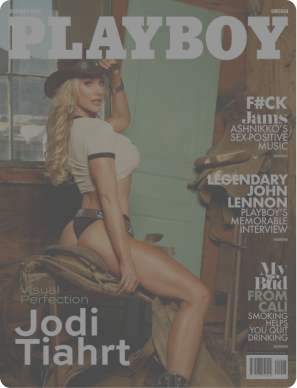 PLAYBOY
SWEDEN
F#CK
Jams
ASHNIKKO'S
SEX-POSITIVE
MUSIC
LEGENDARY
JOHN
LENNON
PLAYBOY'S
MEMORABLE
INTERVIEW
My
Bud
FROM
CALI
SMOKING
HELPS
YOU QUIT
DRINKING
Visual
Perfection
Jodi
Tiahrt